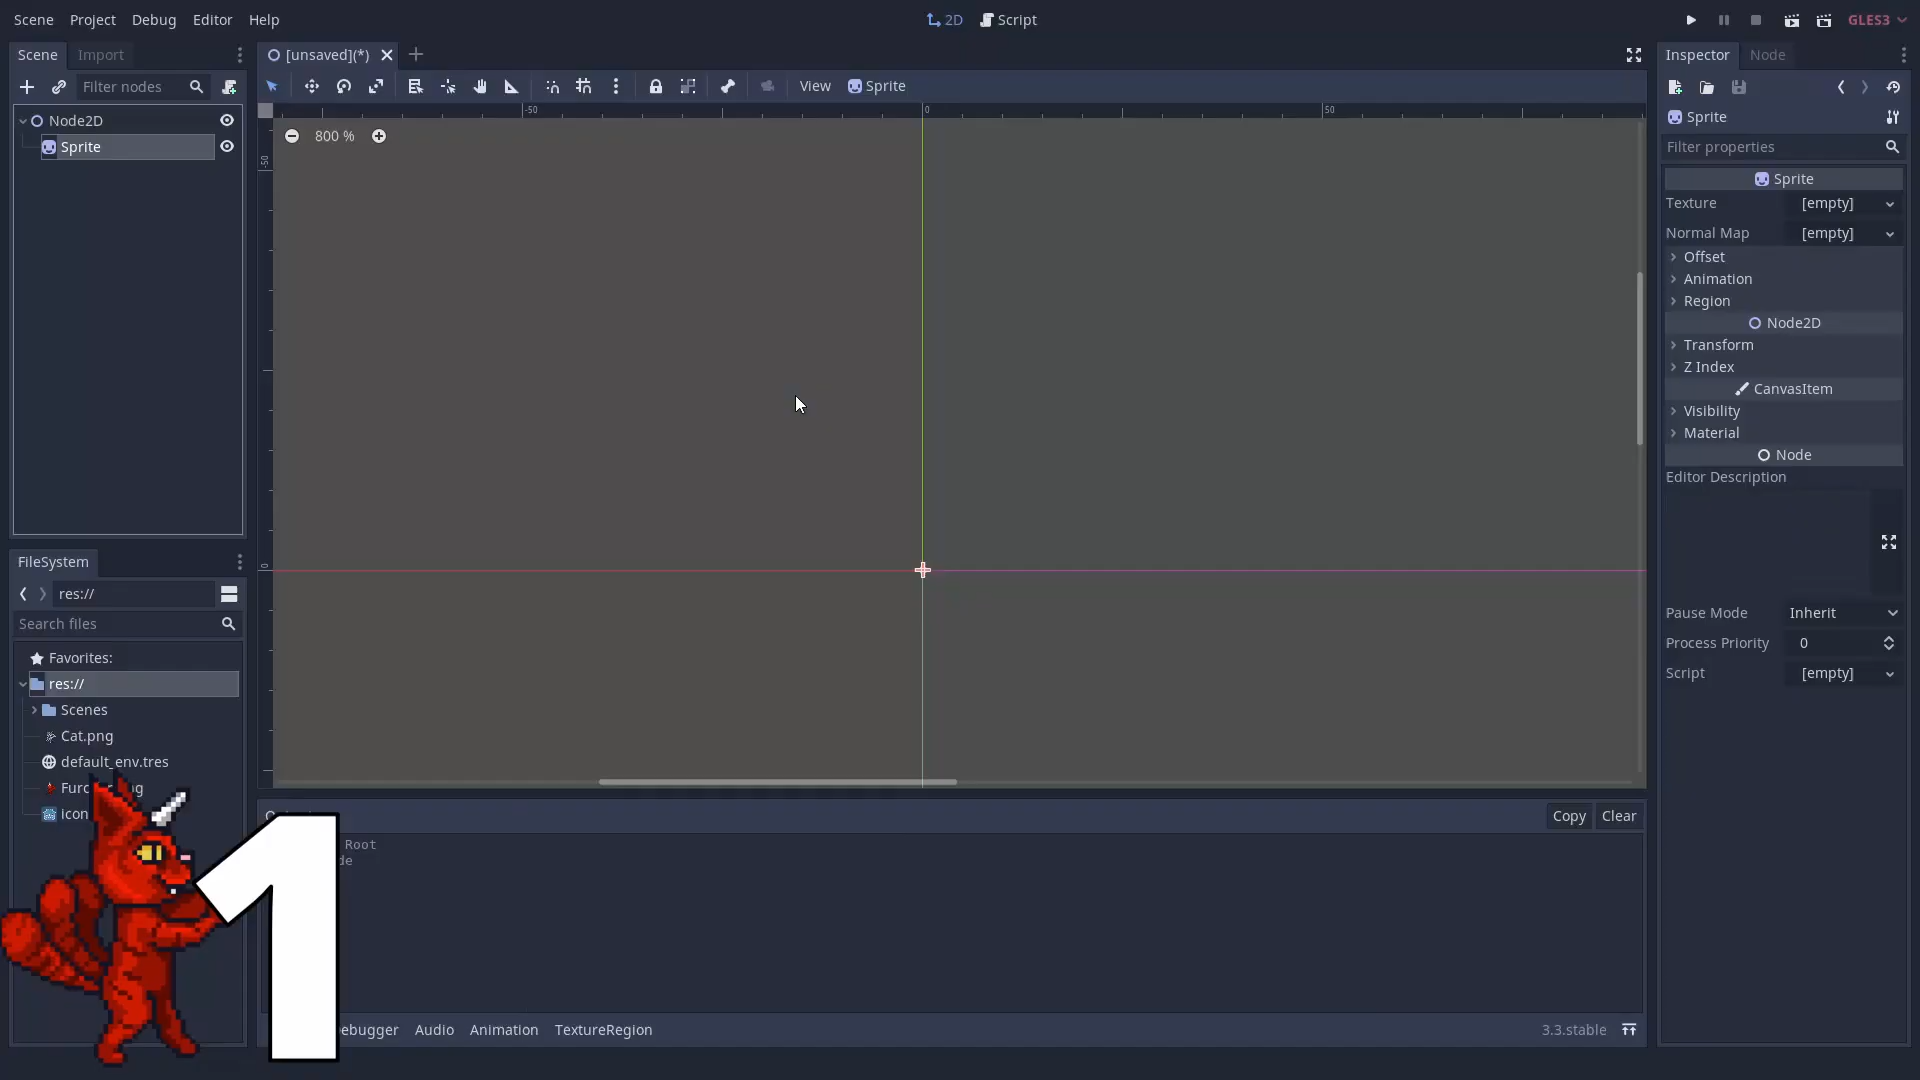 Scene Project Debug Editor Help
2D Script
GLES3
Scene Import
[unsaved](*)
Inspector Node
Filter nodes
View Sprite
Node2D
Sprite
800 %
-50 0 50
-50
0
Sprite
Filter properties
Sprite
Texture [empty]
Normal Map [empty]
Offset
Animation
Region
Node2D
Transform
Z Index
CanvasItem
Visibility
Material
Node
Editor Description
Pause Mode Inherit
Process Priority 0
Script [empty]
FileSystem
res://
Search files
Favorites:
res://
Scenes
Cat.png
default_env.tres
icon
Copy Clear
Root
1
Audio Animation TextureRegion
3.3.stable